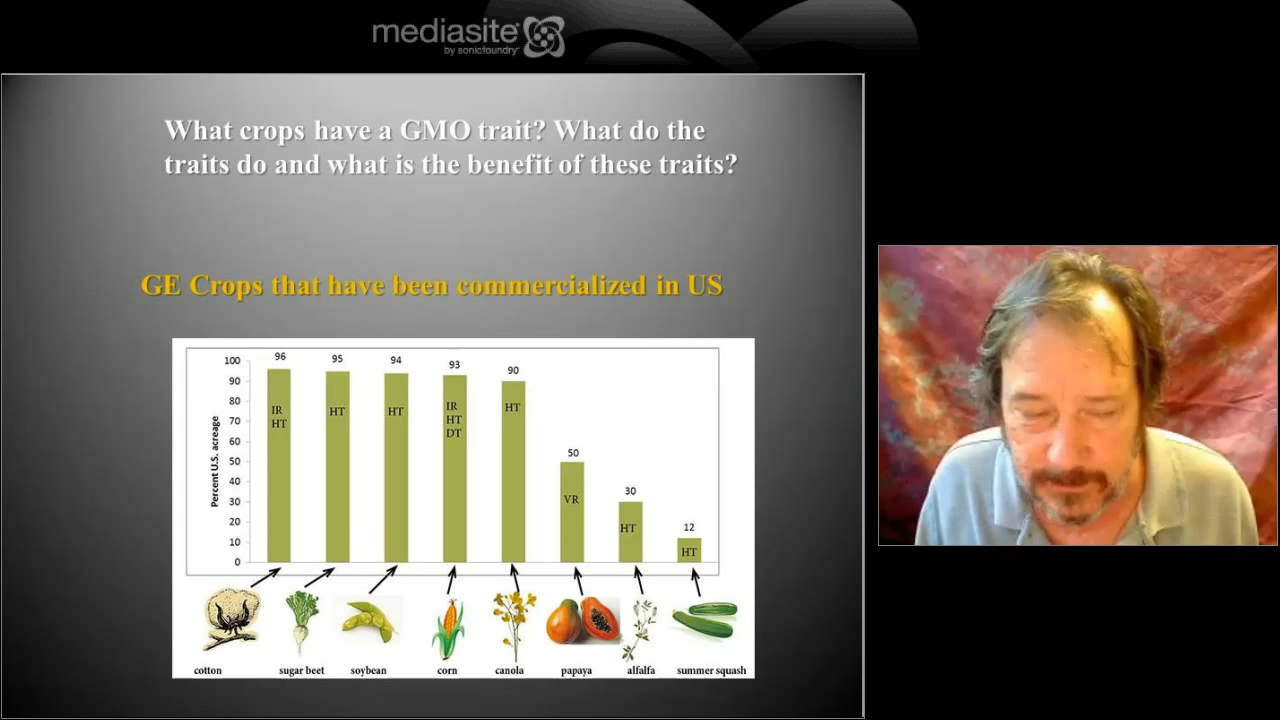 mediasite
by sonicfoundry
What crops have a GMO trait? What do the
traits do and what is the benefit of these traits?
GE Crops that have been commercialized in US
Percent U.S. acreage
100
90
80
70
60
50
40
30
20
10
0
96
95
94
93
90
50
30
12
IR
HT
HT
HT
IR
HT
DT
HT
VR
HT
HT
cotton
sugar beet
soybean
corn
canola
papaya
alfalfa
summer squash